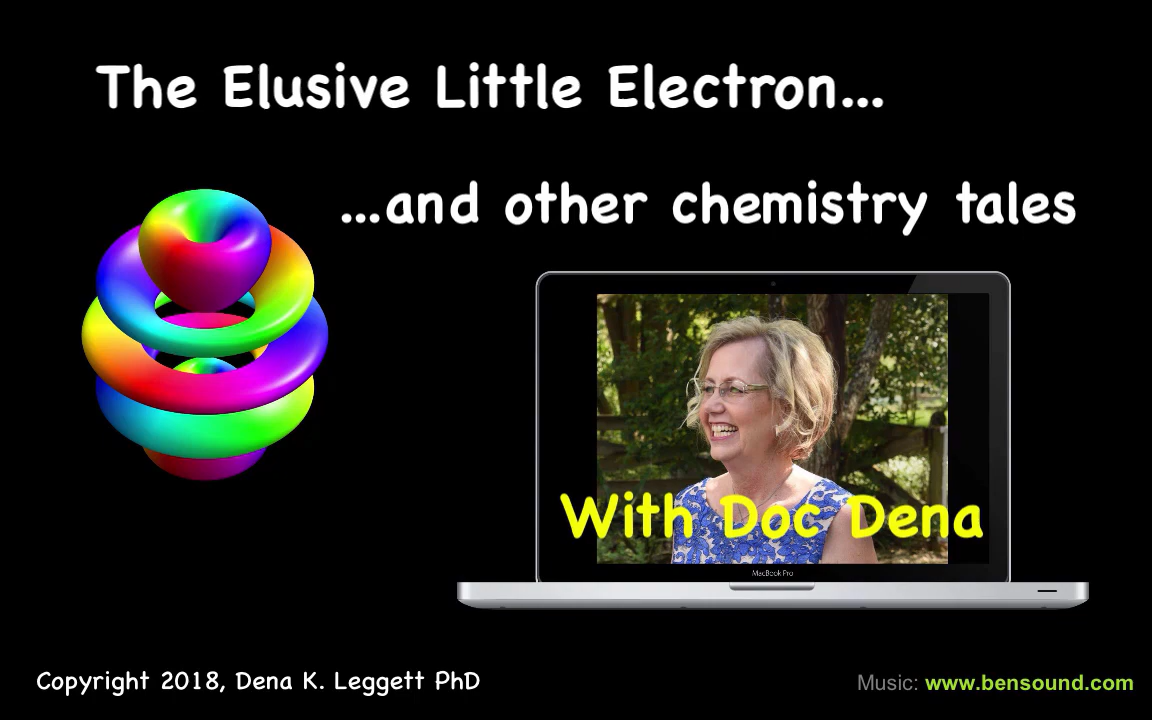 The Elusive Little Electron...
...and other chemistry tales
With Doc Dena
MacBook Pro
Copyright 2018, Dena K. Leggett PhD
Music: www.bensound.com